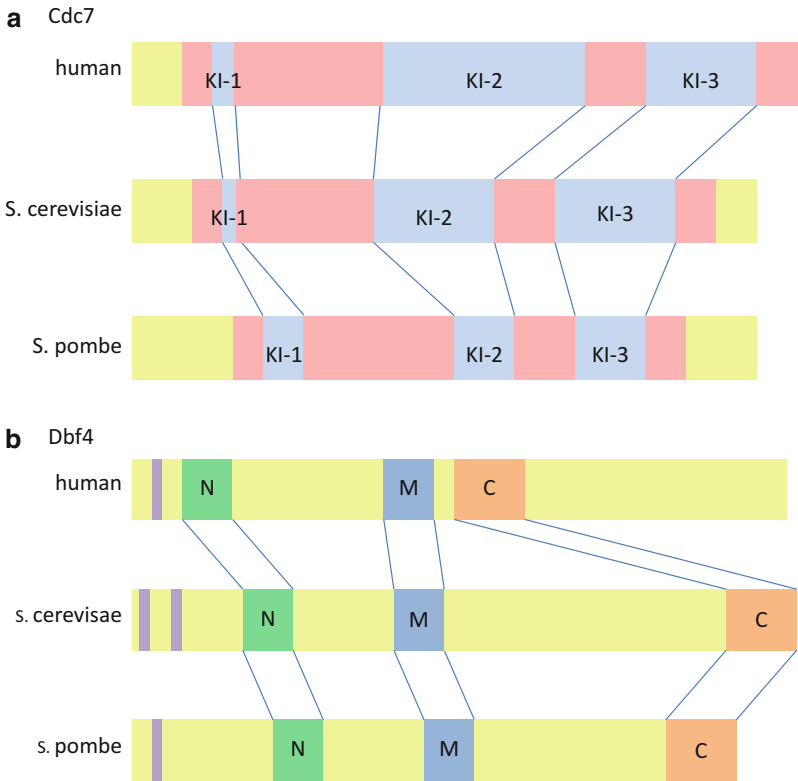 a Cdc7
human KI-1 KI-2 KI-3
S. cerevisiae KI-1 KI-2 KI-3
S. pombe KI-1 KI-2 KI-3
b Dbf4
human N M C
S. cerevisae N M C
S. pombe N M C